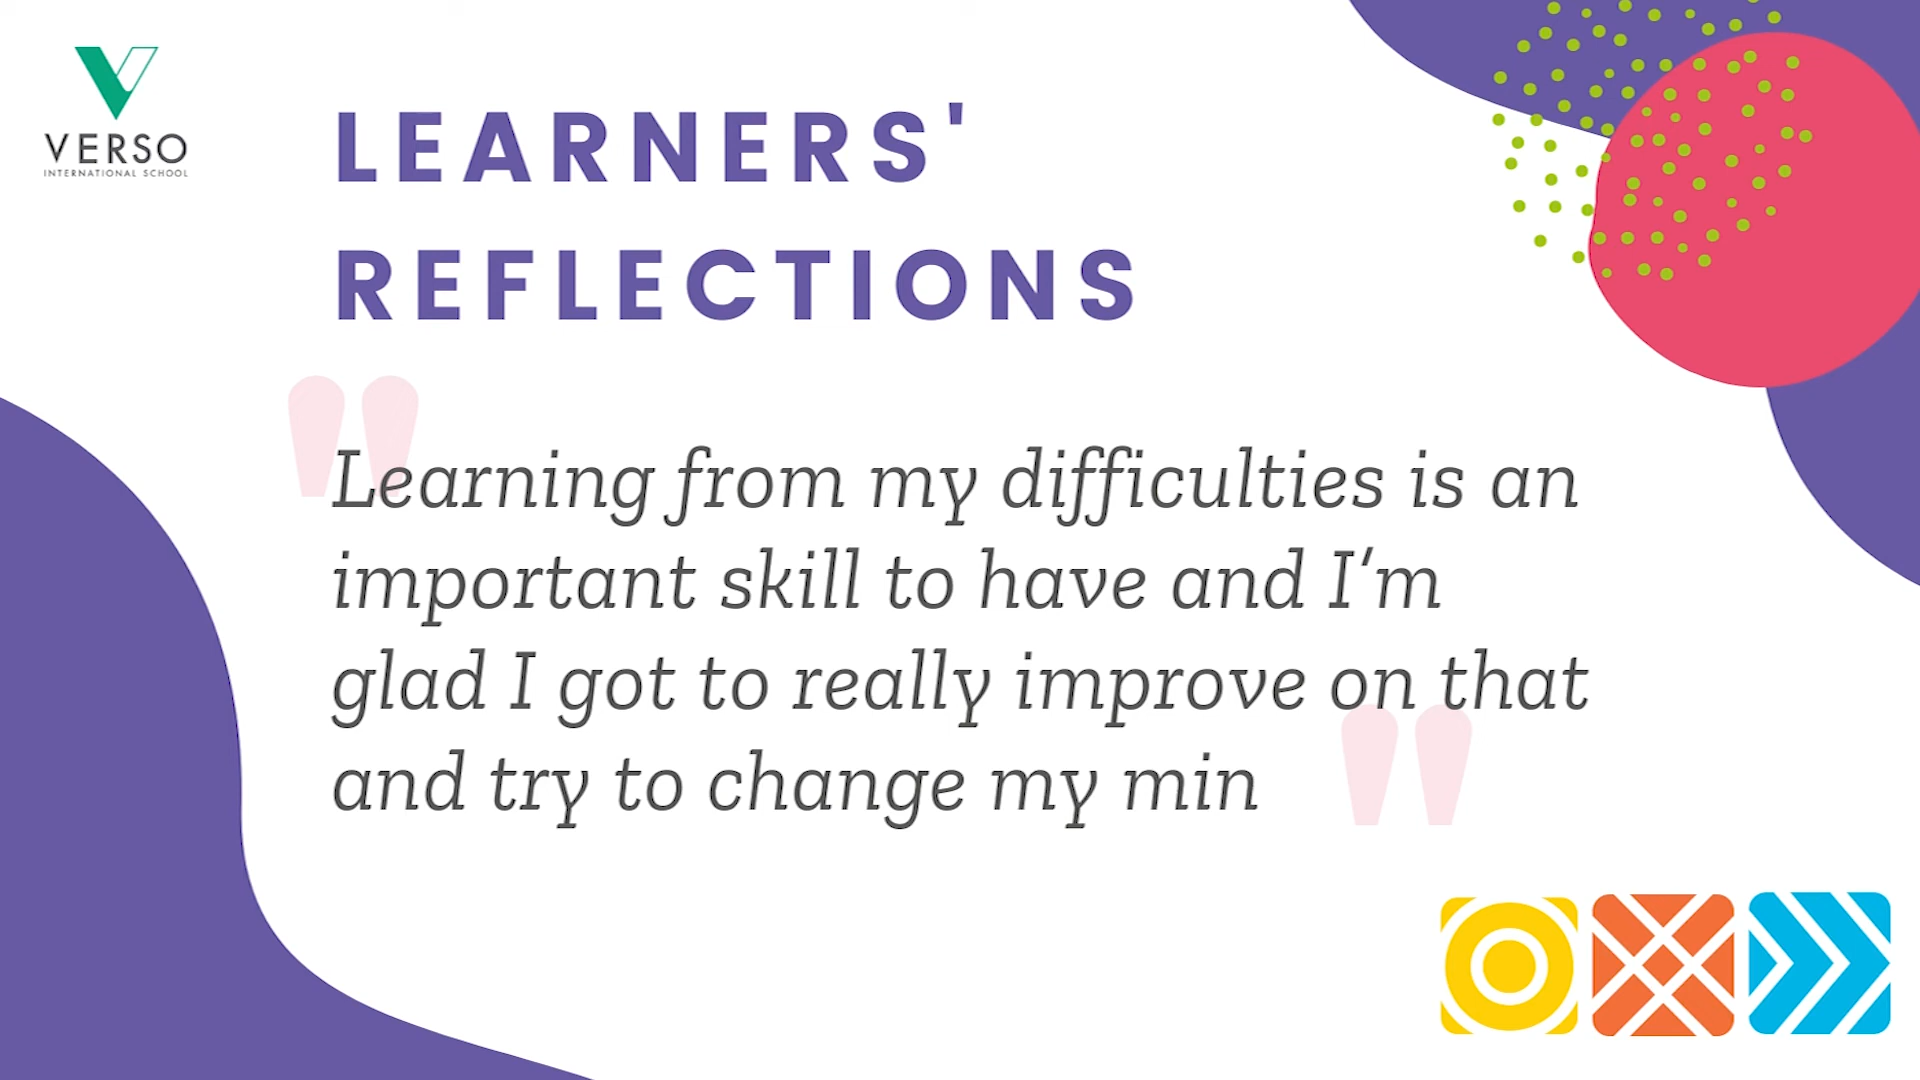 VERSO
INTERNATIONAL SCHOOL
LEARNERS'
REFLECTIONS
"Learning from my difficulties is an
important skill to have and I’m
glad I got to really improve on that
and try to change my min"